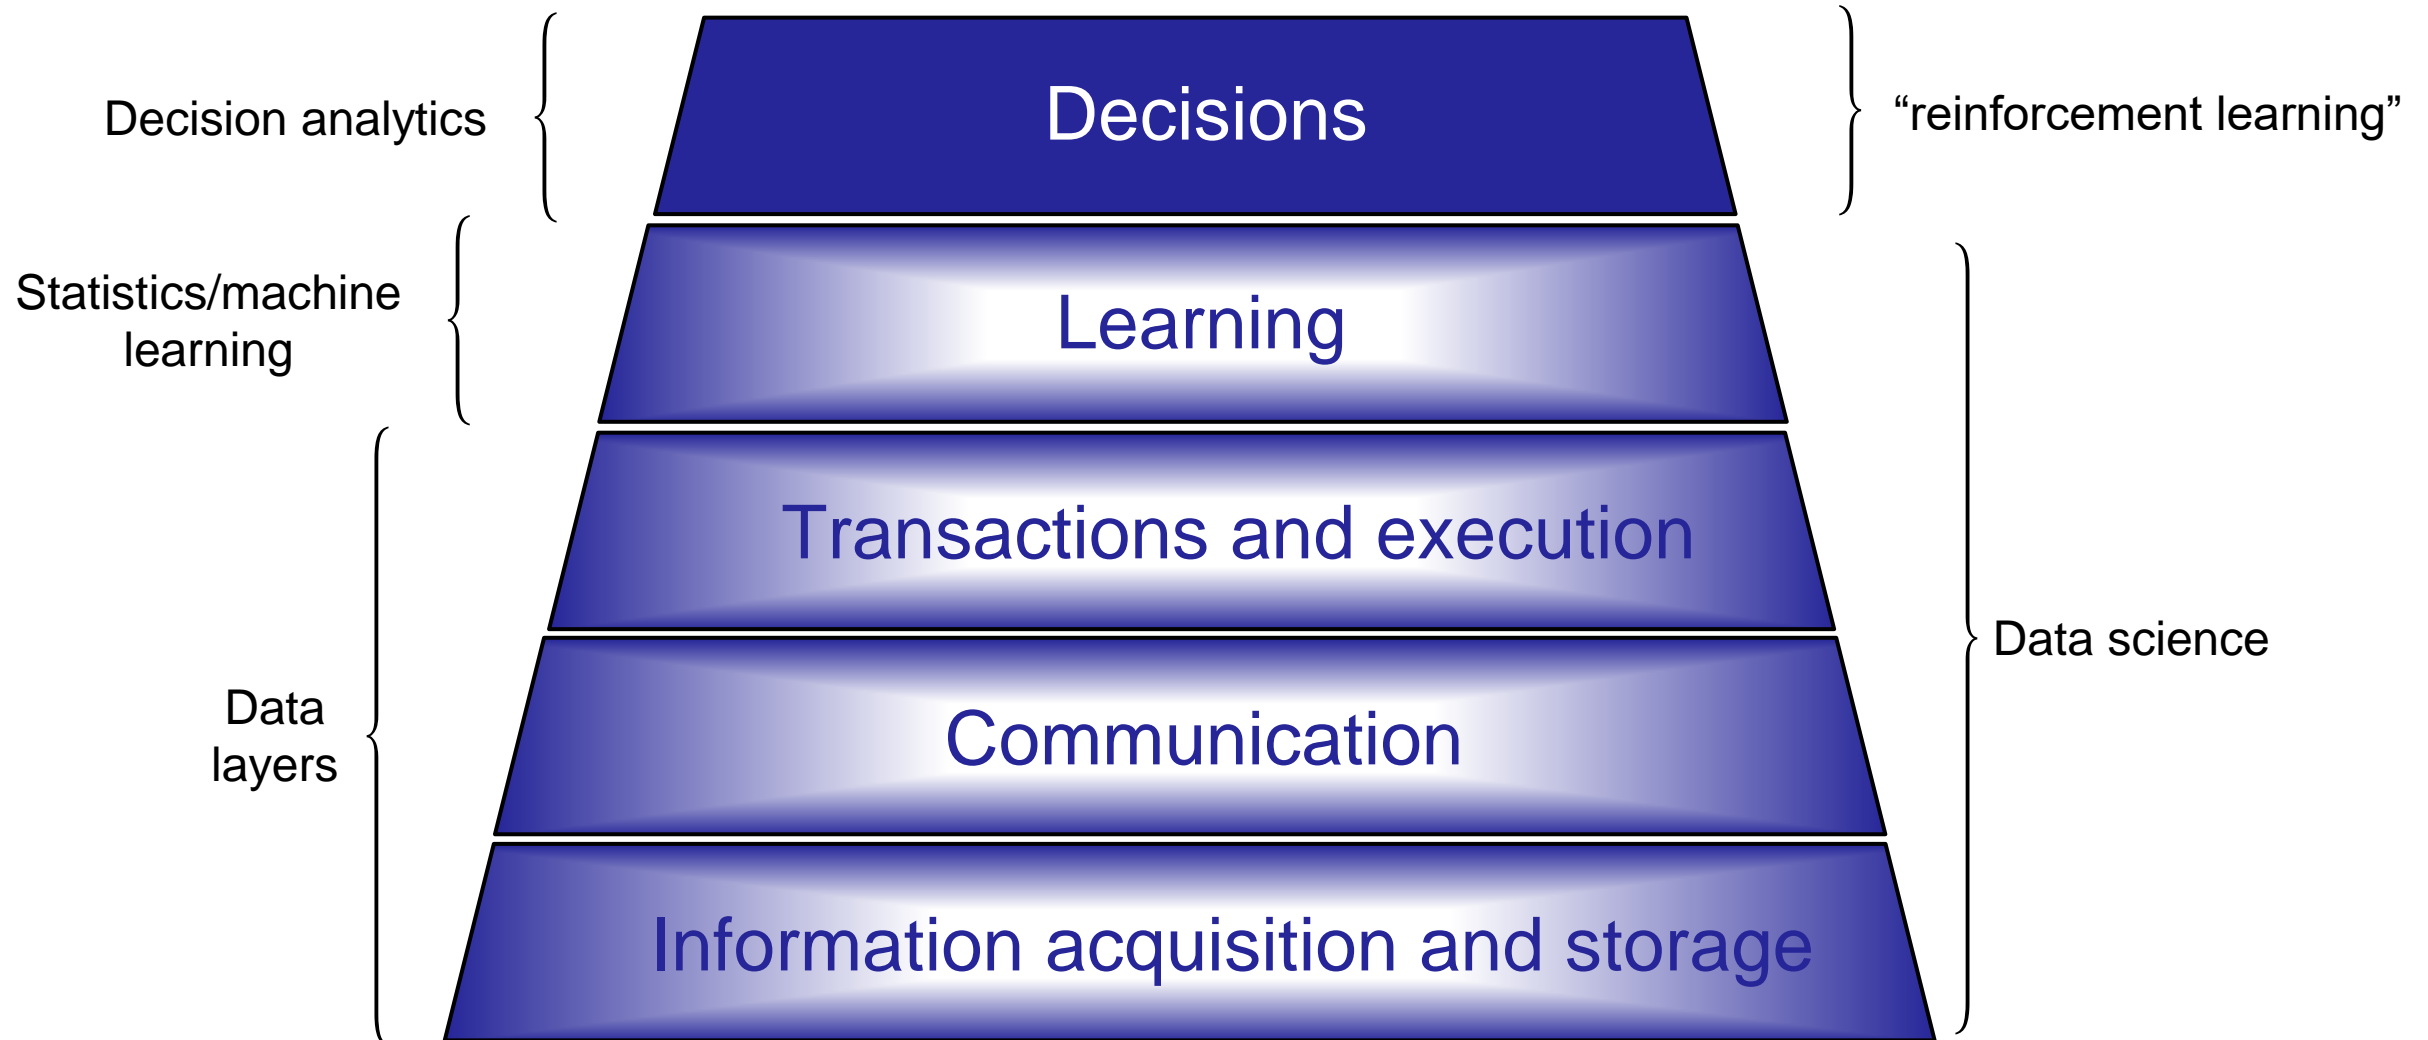 Decisions
Decision analytics
“reinforcement learning”
Statistics/machine
learning
Learning
Transactions and execution
Data science
Data
layers
Communication
Information acquisition and storage